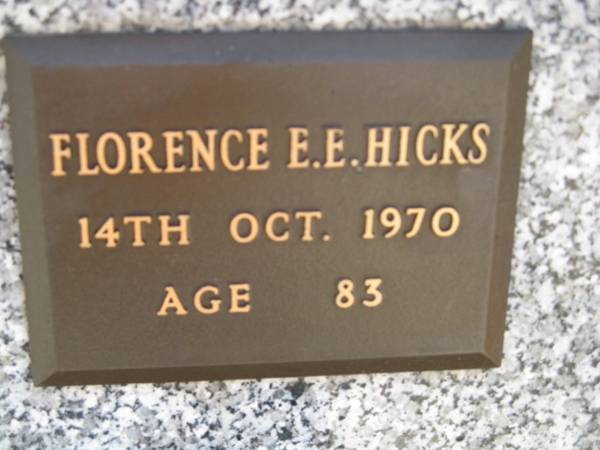 FLORENCE E.E. HICKS
14TH OCT. 1970
AGE 83